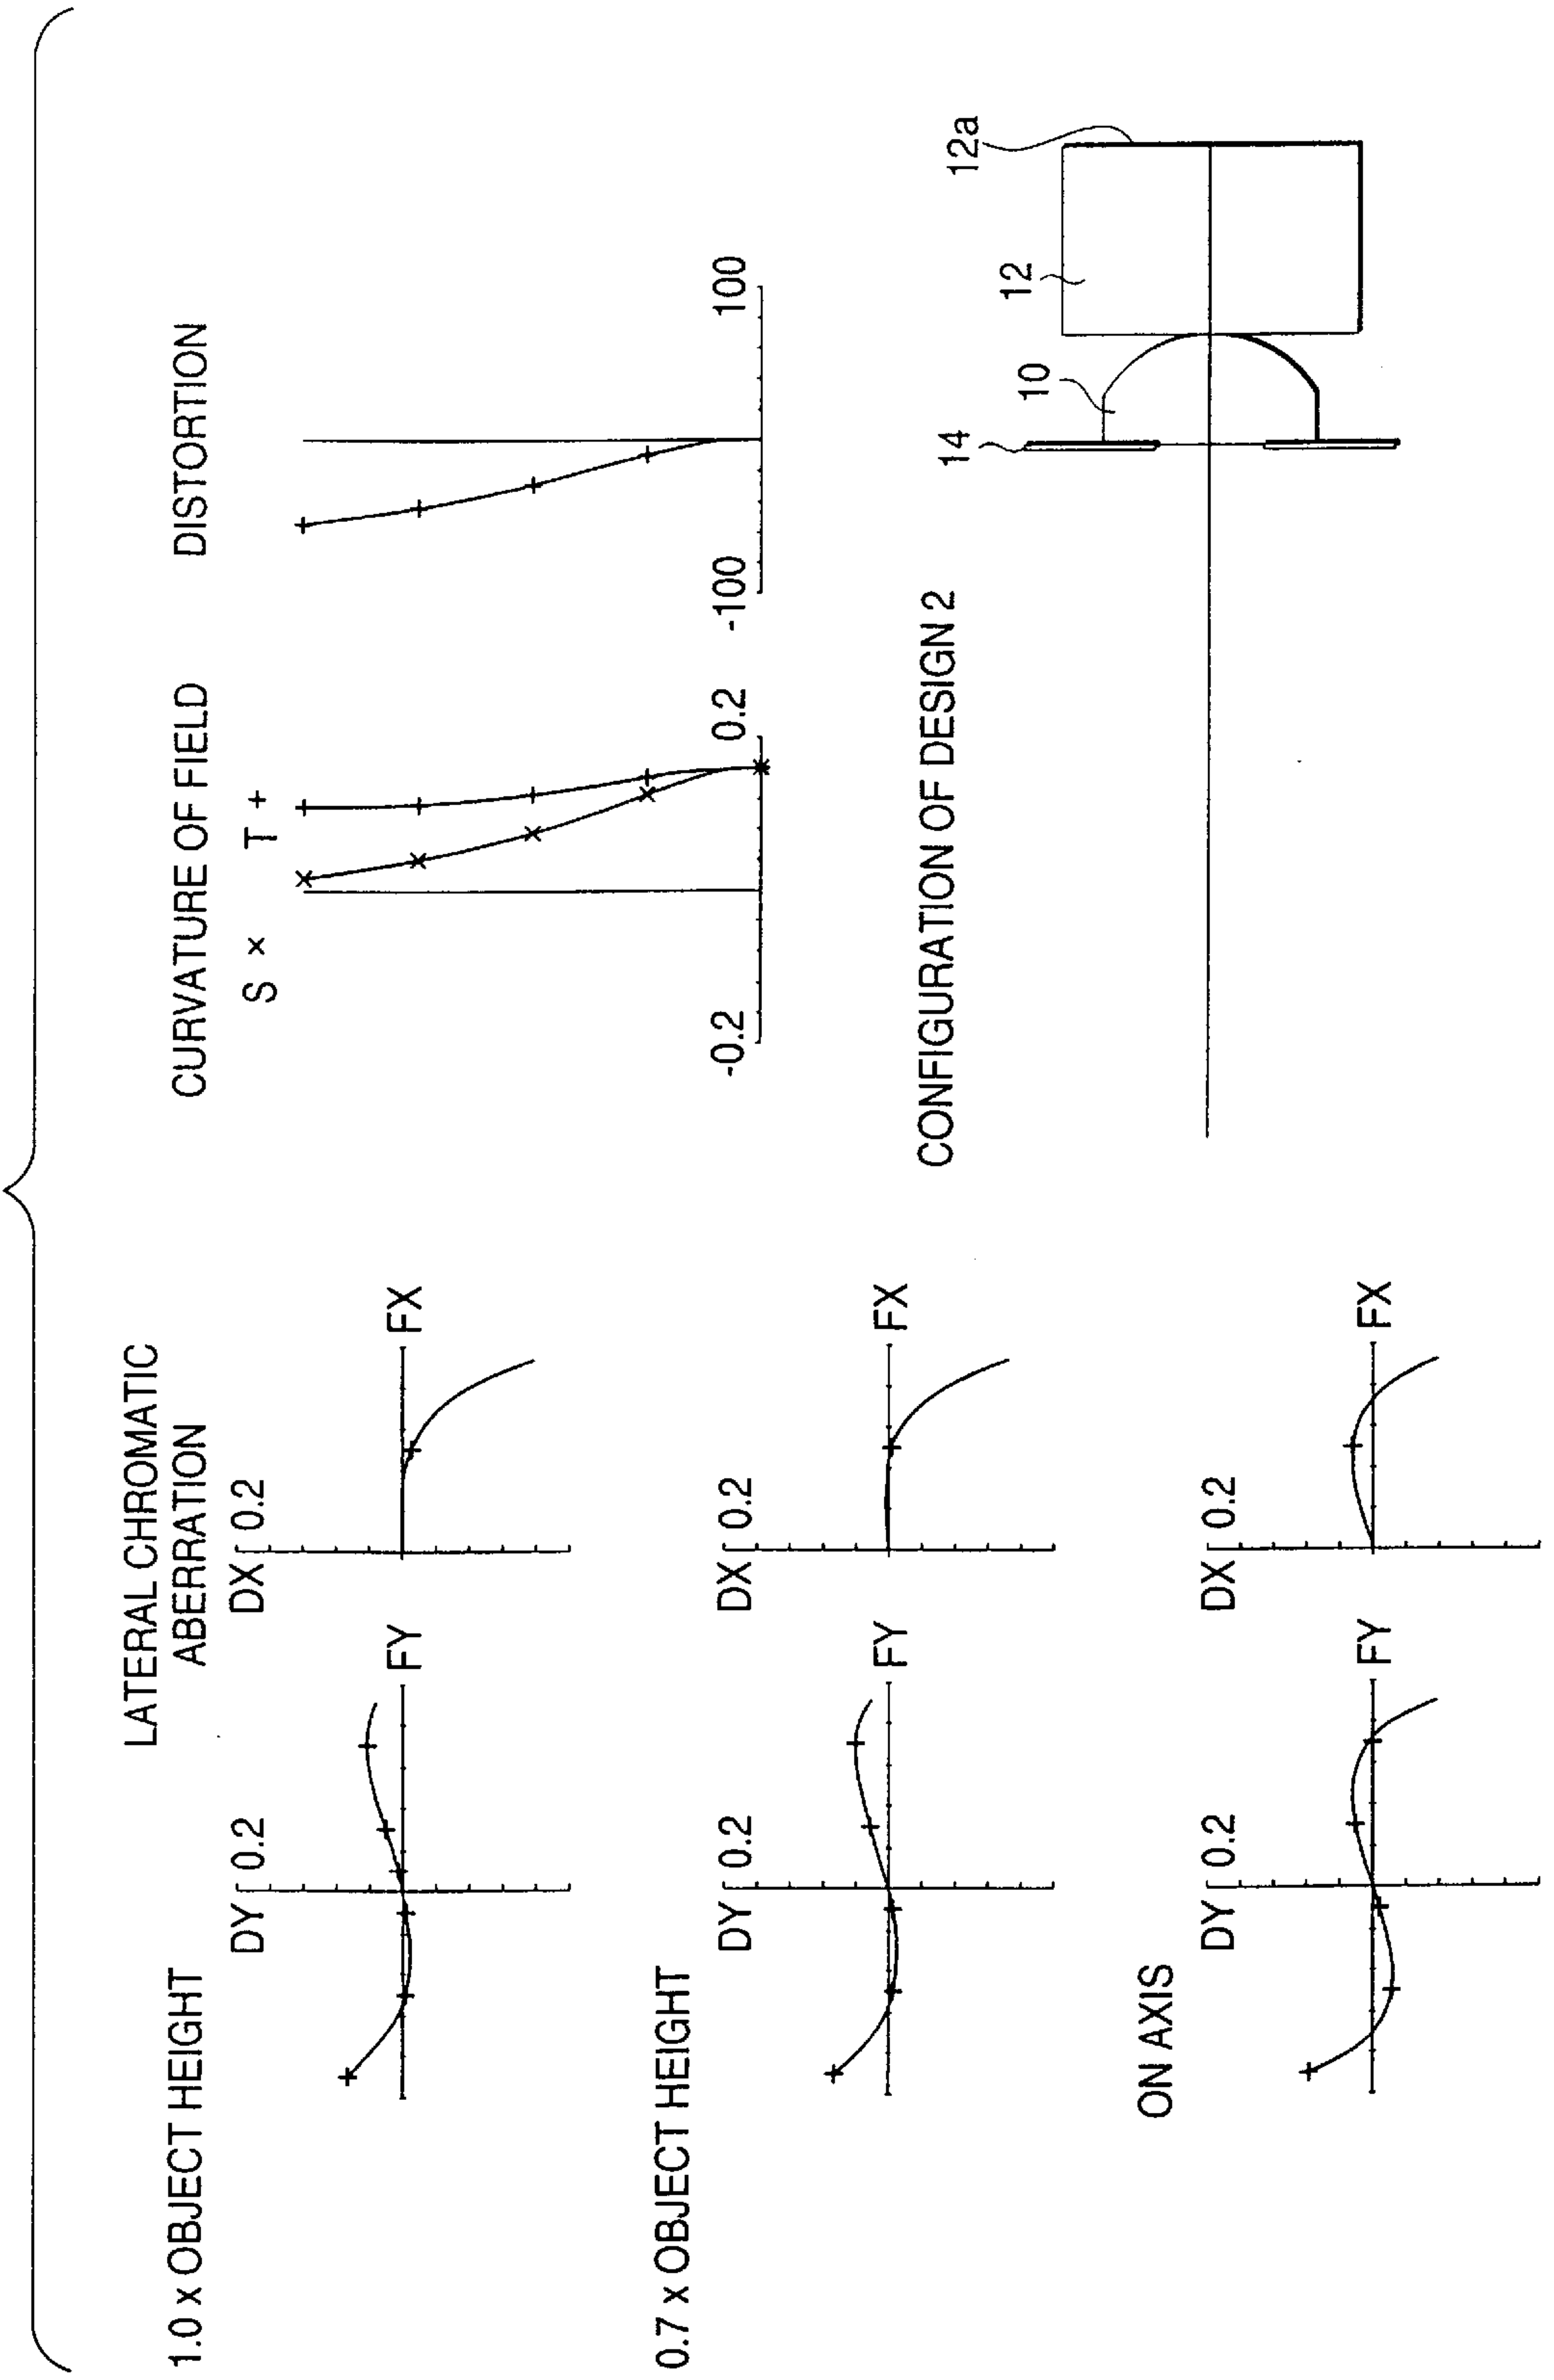 LATERAL CHROMATIC
ABERRATION
1.0 x OBJECT HEIGHT
DY 0.2
FY
DX 0.2
FX
0.7 x OBJECT HEIGHT
DY 0.2
FY
DX 0.2
FX
ON AXIS
DY 0.2
FY
DX 0.2
FX
CURVATURE OF FIELD
S × T +
-0.2
0.2
DISTORTION
-100
100
CONFIGURATION OF DESIGN 2
14
10
12
12a